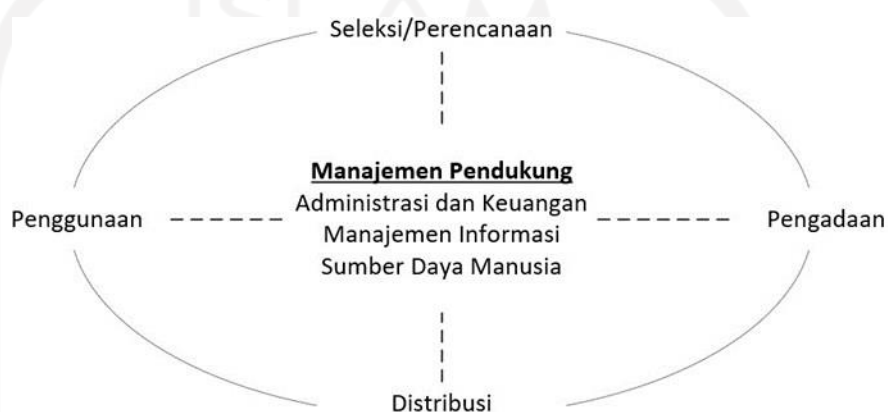 Seleksi/Perencanaan
Manajemen Pendukung
Administrasi dan Keuangan
Penggunaan
Pengadaan
Manajemen Informasi
Sumber Daya Manusia
Distribusi